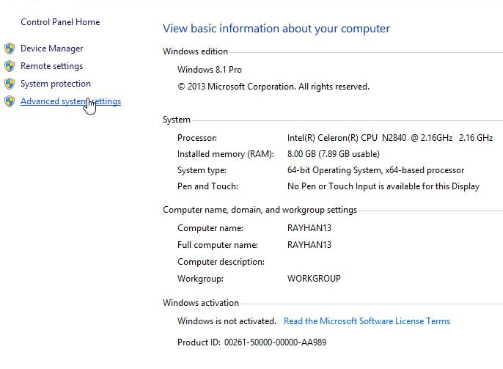 Control Panel Home
Device Manager
Remote settings
System protection
Advanced system settings
View basic information about your computer
Windows edition
Windows 8.1 Pro
© 2013 Microsoft Corporation. All rights reserved.
System
Processor: Intel(R) Celeron(R) CPU N2840 @ 2.16GHz 2.16 GHz
Installed memory (RAM): 8.00 GB (7.89 GB usable)
System type: 64-bit Operating System, x64-based processor
Pen and Touch: No Pen or Touch Input is available for this Display
Computer name, domain, and workgroup settings
Computer name: RAYHAN13
Full computer name: RAYHAN13
Computer description:
Workgroup: WORKGROUP
Windows activation
Windows is not activated. Read the Microsoft Software License Terms
Product ID: 00261-50000-00000-AA989